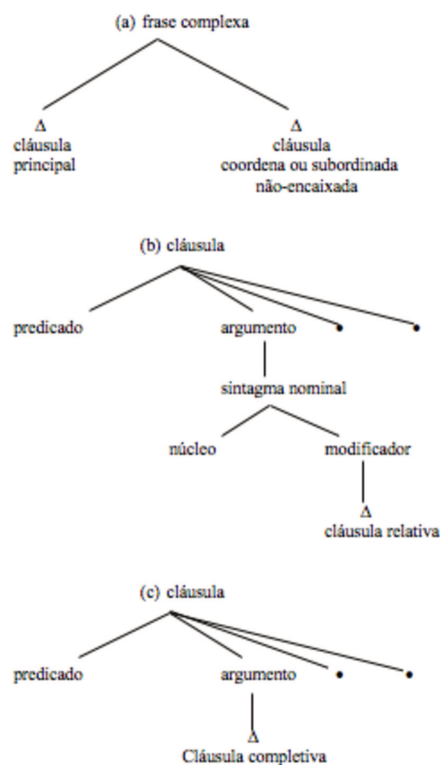 (a) frase complexa
Δ Δ
cláusula cláusula
principal coordena ou subordinada
não-encaixada
(b) cláusula
predicado argumento • •
sintagma nominal
núcleo modificador
Δ
cláusula relativa
(c) cláusula
predicado argumento • •
Δ
Cláusula completiva